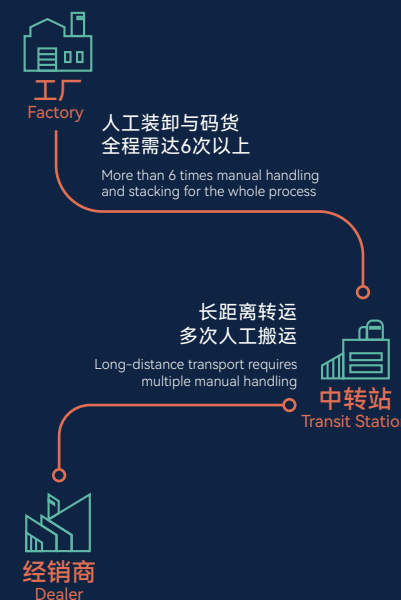 工厂
Factory
人工装卸与码货
全程需达6次以上
More than 6 times manual handling
and stacking for the whole process
长距离转运
多次人工搬运
Long-distance transport requires
multiple manual handling
中转站
Transit Statio
经销商
Dealer